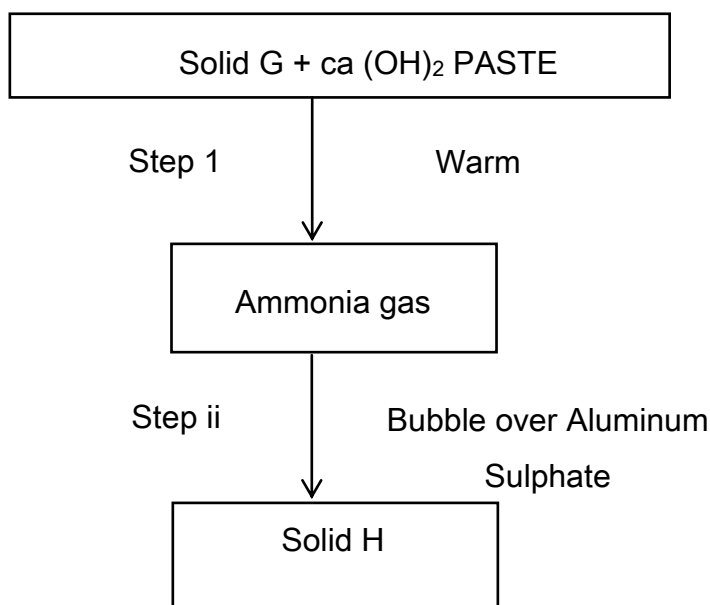 Solid G + ca (OH)₂ PASTE
Step 1
Warm
Ammonia gas
Step ii
Bubble over Aluminum
Sulphate
Solid H